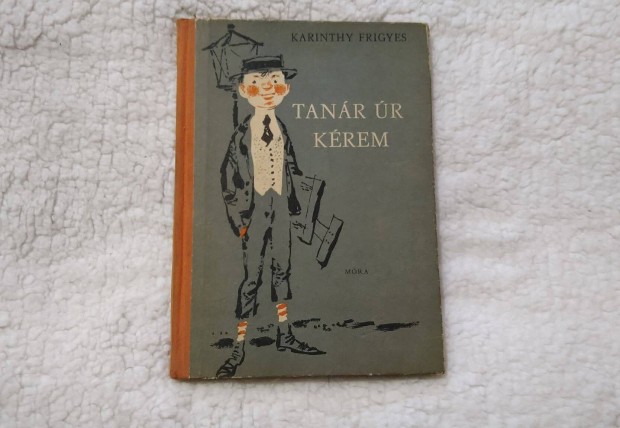 KARINTHY FRIGYES
TANÁR ÚR
KÉREM
MÓRA